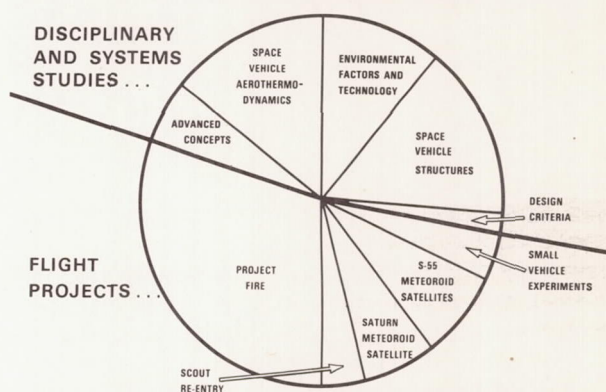 DISCIPLINARY
AND SYSTEMS
STUDIES ...
SPACE
VEHICLE
AEROTHERMO-
DYNAMICS
ENVIRONMENTAL
FACTORS AND
TECHNOLOGY
ADVANCED
CONCEPTS
SPACE
VEHICLE
STRUCTURES
DESIGN
CRITERIA
SMALL
VEHICLE
EXPERIMENTS
FLIGHT
PROJECTS ...
PROJECT
FIRE
S-55
METEOROID
SATELLITES
SATURN
METEOROID
SATELLITE
SCOUT
RE-ENTRY